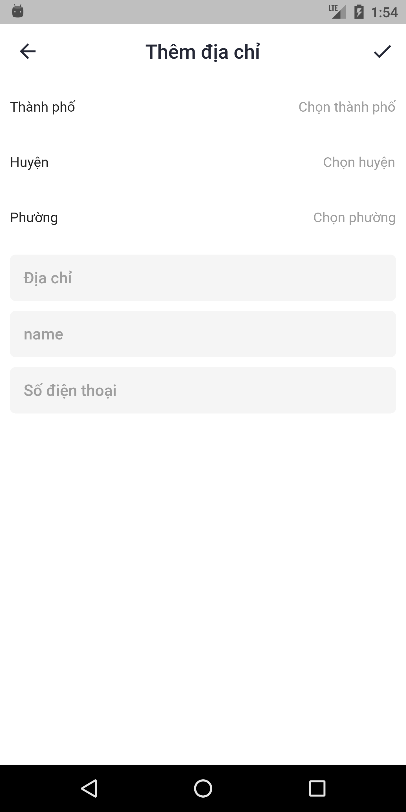 LTE 1:54
Thêm địa chỉ
Thành phố Chọn thành phố
Huyện Chọn huyện
Phường Chọn phường
Địa chỉ
name
Số điện thoại